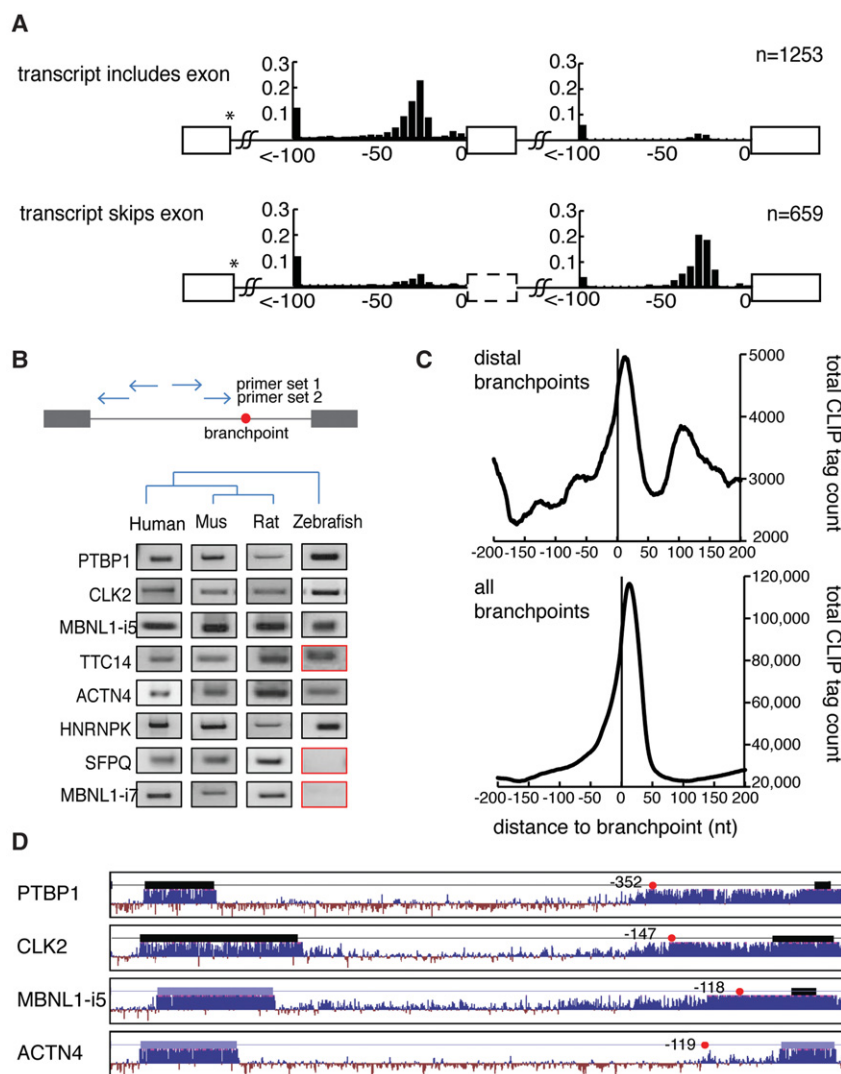 A
transcript includes exon
n=1253
0.3
0.2
0.1
0.3
0.2
0.1
*
<-100 -50 0
<-100 -50 0
transcript skips exon
n=659
0.3
0.2
0.1
0.3
0.2
0.1
*
<-100 -50 0
<-100 -50 0
B
primer set 1
primer set 2
branchpoint
Human Mus Rat Zebrafish
PTBP1
CLK2
MBNL1-i5
TTC14
ACTN4
HNRNPK
SFPQ
MBNL1-i7
C
distal
branchpoints
5000
4000
3000
2000
total CLIP
tag count
-200 -150 -100 -50 0 50 100 150 200
all
branchpoints
120,000
100,000
80,000
60,000
40,000
20,000
total CLIP
tag count
-200 -150 -100 -50 0 50 100 150 200
distance to branchpoint (nt)
D
PTBP1
-352
CLK2
-147
MBNL1-i5
-118
ACTN4
-119